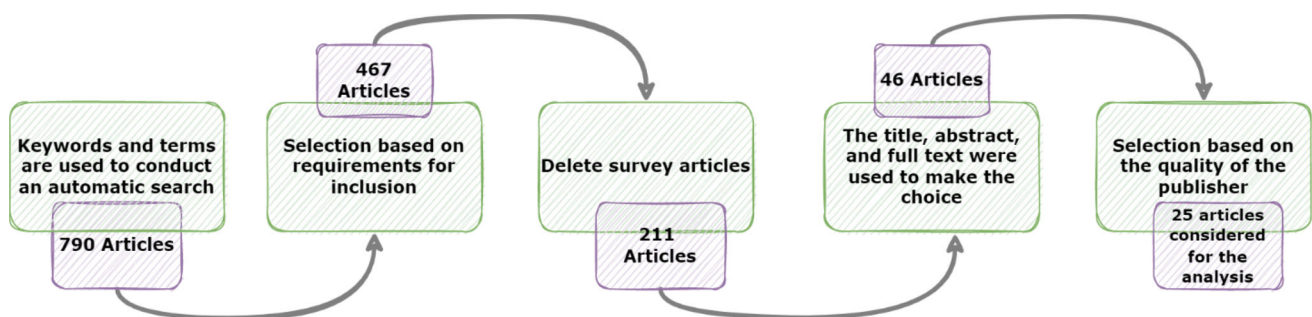 Keywords and terms
are used to conduct
an automatic search
790 Articles
467
Articles
Selection based on
requirements for
inclusion
Delete survey articles
211
Articles
46 Articles
The title, abstract,
and full text were
used to make the
choice
Selection based on
the quality of the
publisher
25 articles
considered
for the
analysis